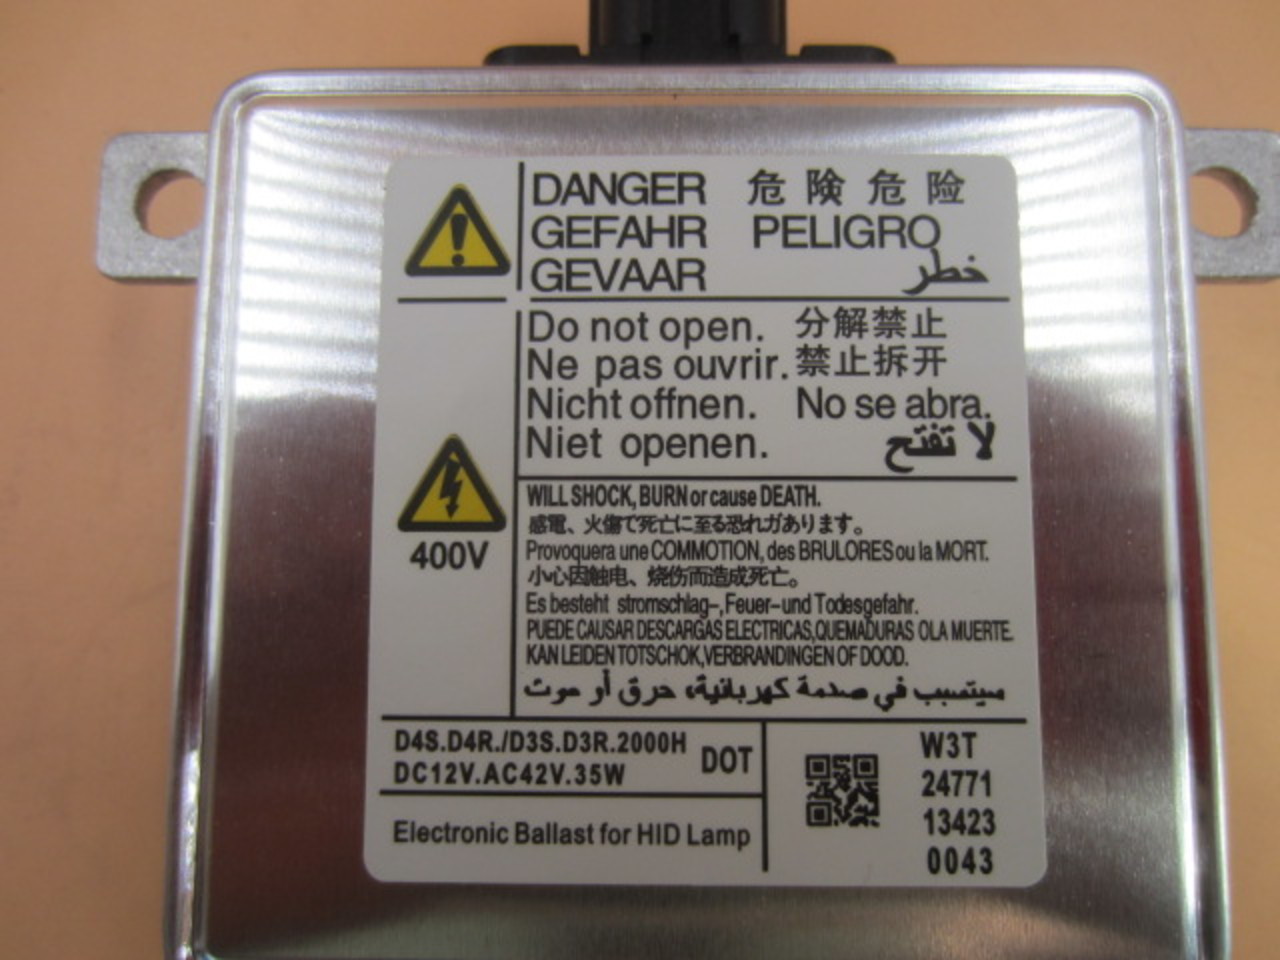 DANGER 危 険 危 险
GEFAHR PELIGRO
GEVAAR خطر
Do not open. 分解禁止
Ne pas ouvrir. 禁止拆开
Nicht offnen. No se abra.
Niet openen. لا تفتح
400V
WILL SHOCK, BURN or cause DEATH.
感電、火傷で死亡に至る恐れガあります。
Provoquera une COMMOTION, des BRULORES ou la MORT.
小心因触电、烧伤而造成死亡。
Es besteht stromschlag-, Feuer-und Todesgefahr.
PUEDE CAUSAR DESCARGAS ELECTRICAS,QUEMADURAS OLA MUERTE.
KAN LEIDEN TOTSCHOK,VERBRANDINGEN OF DOOD.
سيتسبب في صدمة كهربائية، حرق أو موت
D4S.D4R./D3S.D3R.2000H DOT
DC12V.AC42V.35W
Electronic Ballast for HID Lamp
W3T
24771
13423
0043